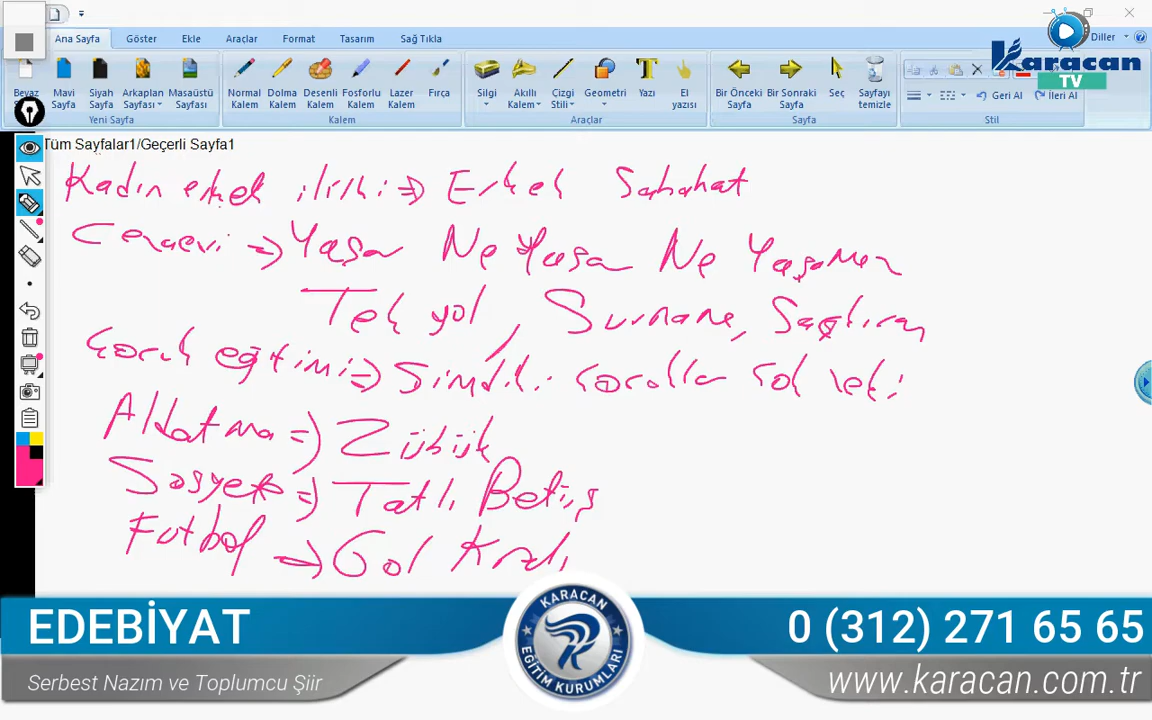 Karacan
TV
Ana Sayfa Göster Ekle Araçlar Format Tasarım Sağ Tıkla Diller
Beyaz Mavi Sayfa Siyah Sayfa Arkaplan Sayfası Masaüstü Sayfası Normal Kalem Dolma Kalem Desenli Kalem Fosforlu Kalem Lazer Kalem Fırça Silgi Akıllı Kalem Çizgi Stili Geometri Yazı El yazısı Bir Önceki Sayfa Bir Sonraki Sayfa Seç Sayfayı temizle Geri Al İleri Al
Yeni Sayfa Kalem Araçlar Sayfa Stil
Tüm Sayfalar1/Geçerli Sayfa1
Kadın erkek ilişki => Erkek Sabahat
Cezaevi => Yaşar Ne Yaşar Ne Yaşamaz
Tek yol, Surname,
Çocuk eğitimi => Şimdiki Çocuklar
Aldatma => Zübük
Sosyete => Tatlı Betüş
Futbol => Gol Kralı
EDEBİYAT
Serbest Nazım ve Toplumcu Şiir
KARACAN
EĞİTİM KURUMLARI
0 (312) 271 65 65
www.karacan.com.tr